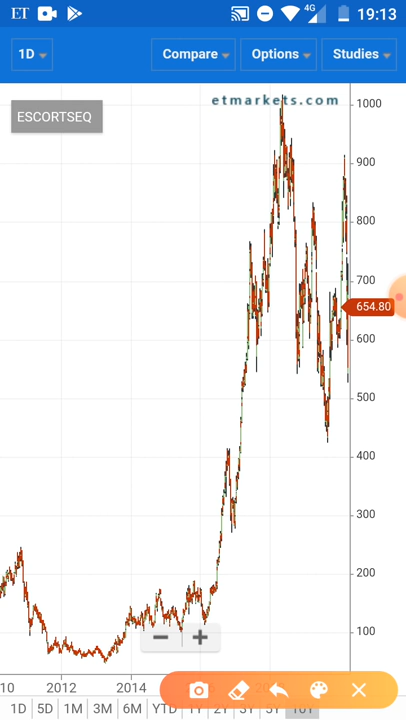 ET 4G 19:13
1D Compare Options Studies
etmarkets.com
ESCORTSEQ
1000
900
800
700
654.80
600
500
400
300
200
100
10 2012 2014
1D 5D 1M 3M 6M YTD 1Y 2Y 3Y 5Y 10Y